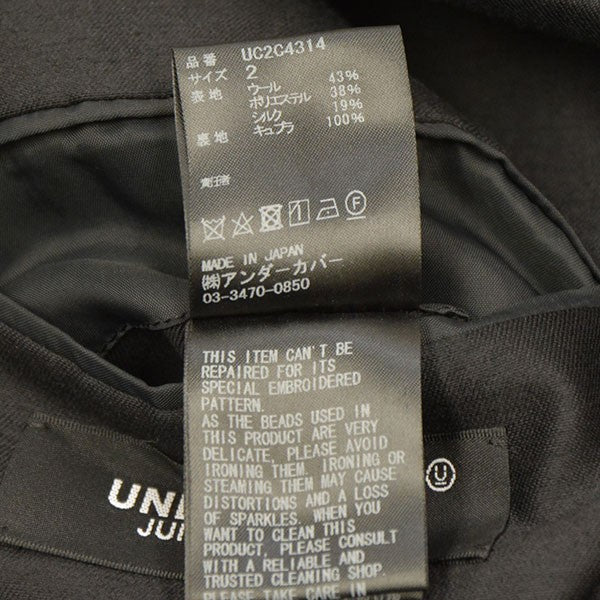 品番 UC2C4314
サイズ 2
表地 ウール 43%
ポリエステル 38%
シルク 19%
裏地 キュプラ 100%
責任者
MADE IN JAPAN
㈱アンダーカバー
03-3470-0850
THIS ITEM CAN'T BE
REPAIRED FOR ITS
SPECIAL EMBROIDERED
PATTERN.
AS THE BEADS USED IN
THIS PRODUCT ARE VERY
DELICATE, PLEASE AVOID
IRONING THEM. IRONING OR
STEAMING THEM MAY CAUSE
DISTORTIONS AND A LOSS
OF SPARKLES. WHEN YOU
WANT TO CLEAN THIS
PRODUCT, PLEASE CONSULT
WITH A RELIABLE AND
TRUSTED CLEANING SHOP.
PLEASE TAKE CARE IN